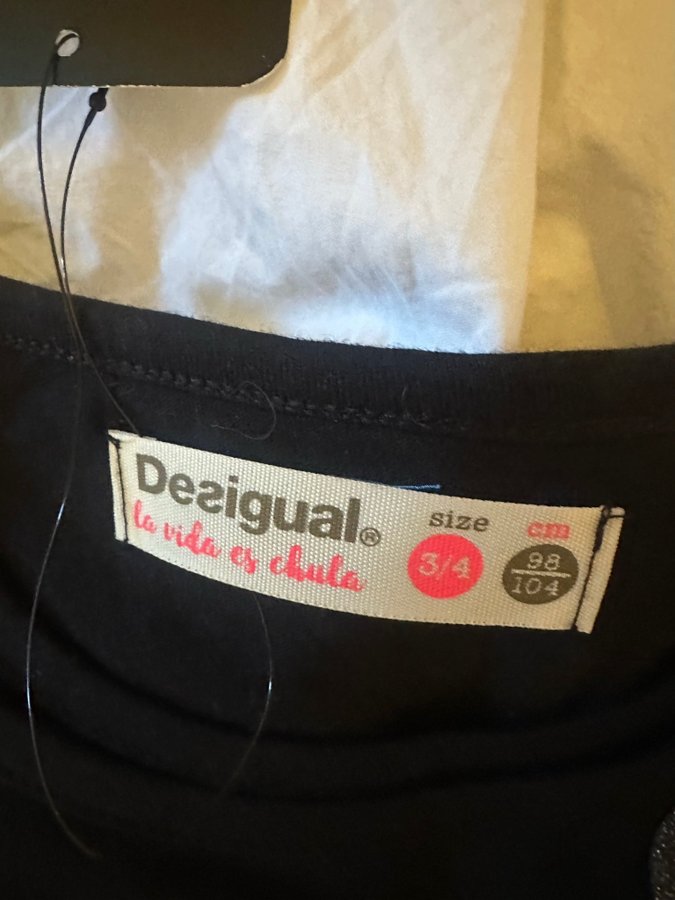 Desigual®
la vida es chula
size
3/4
cm
98
104